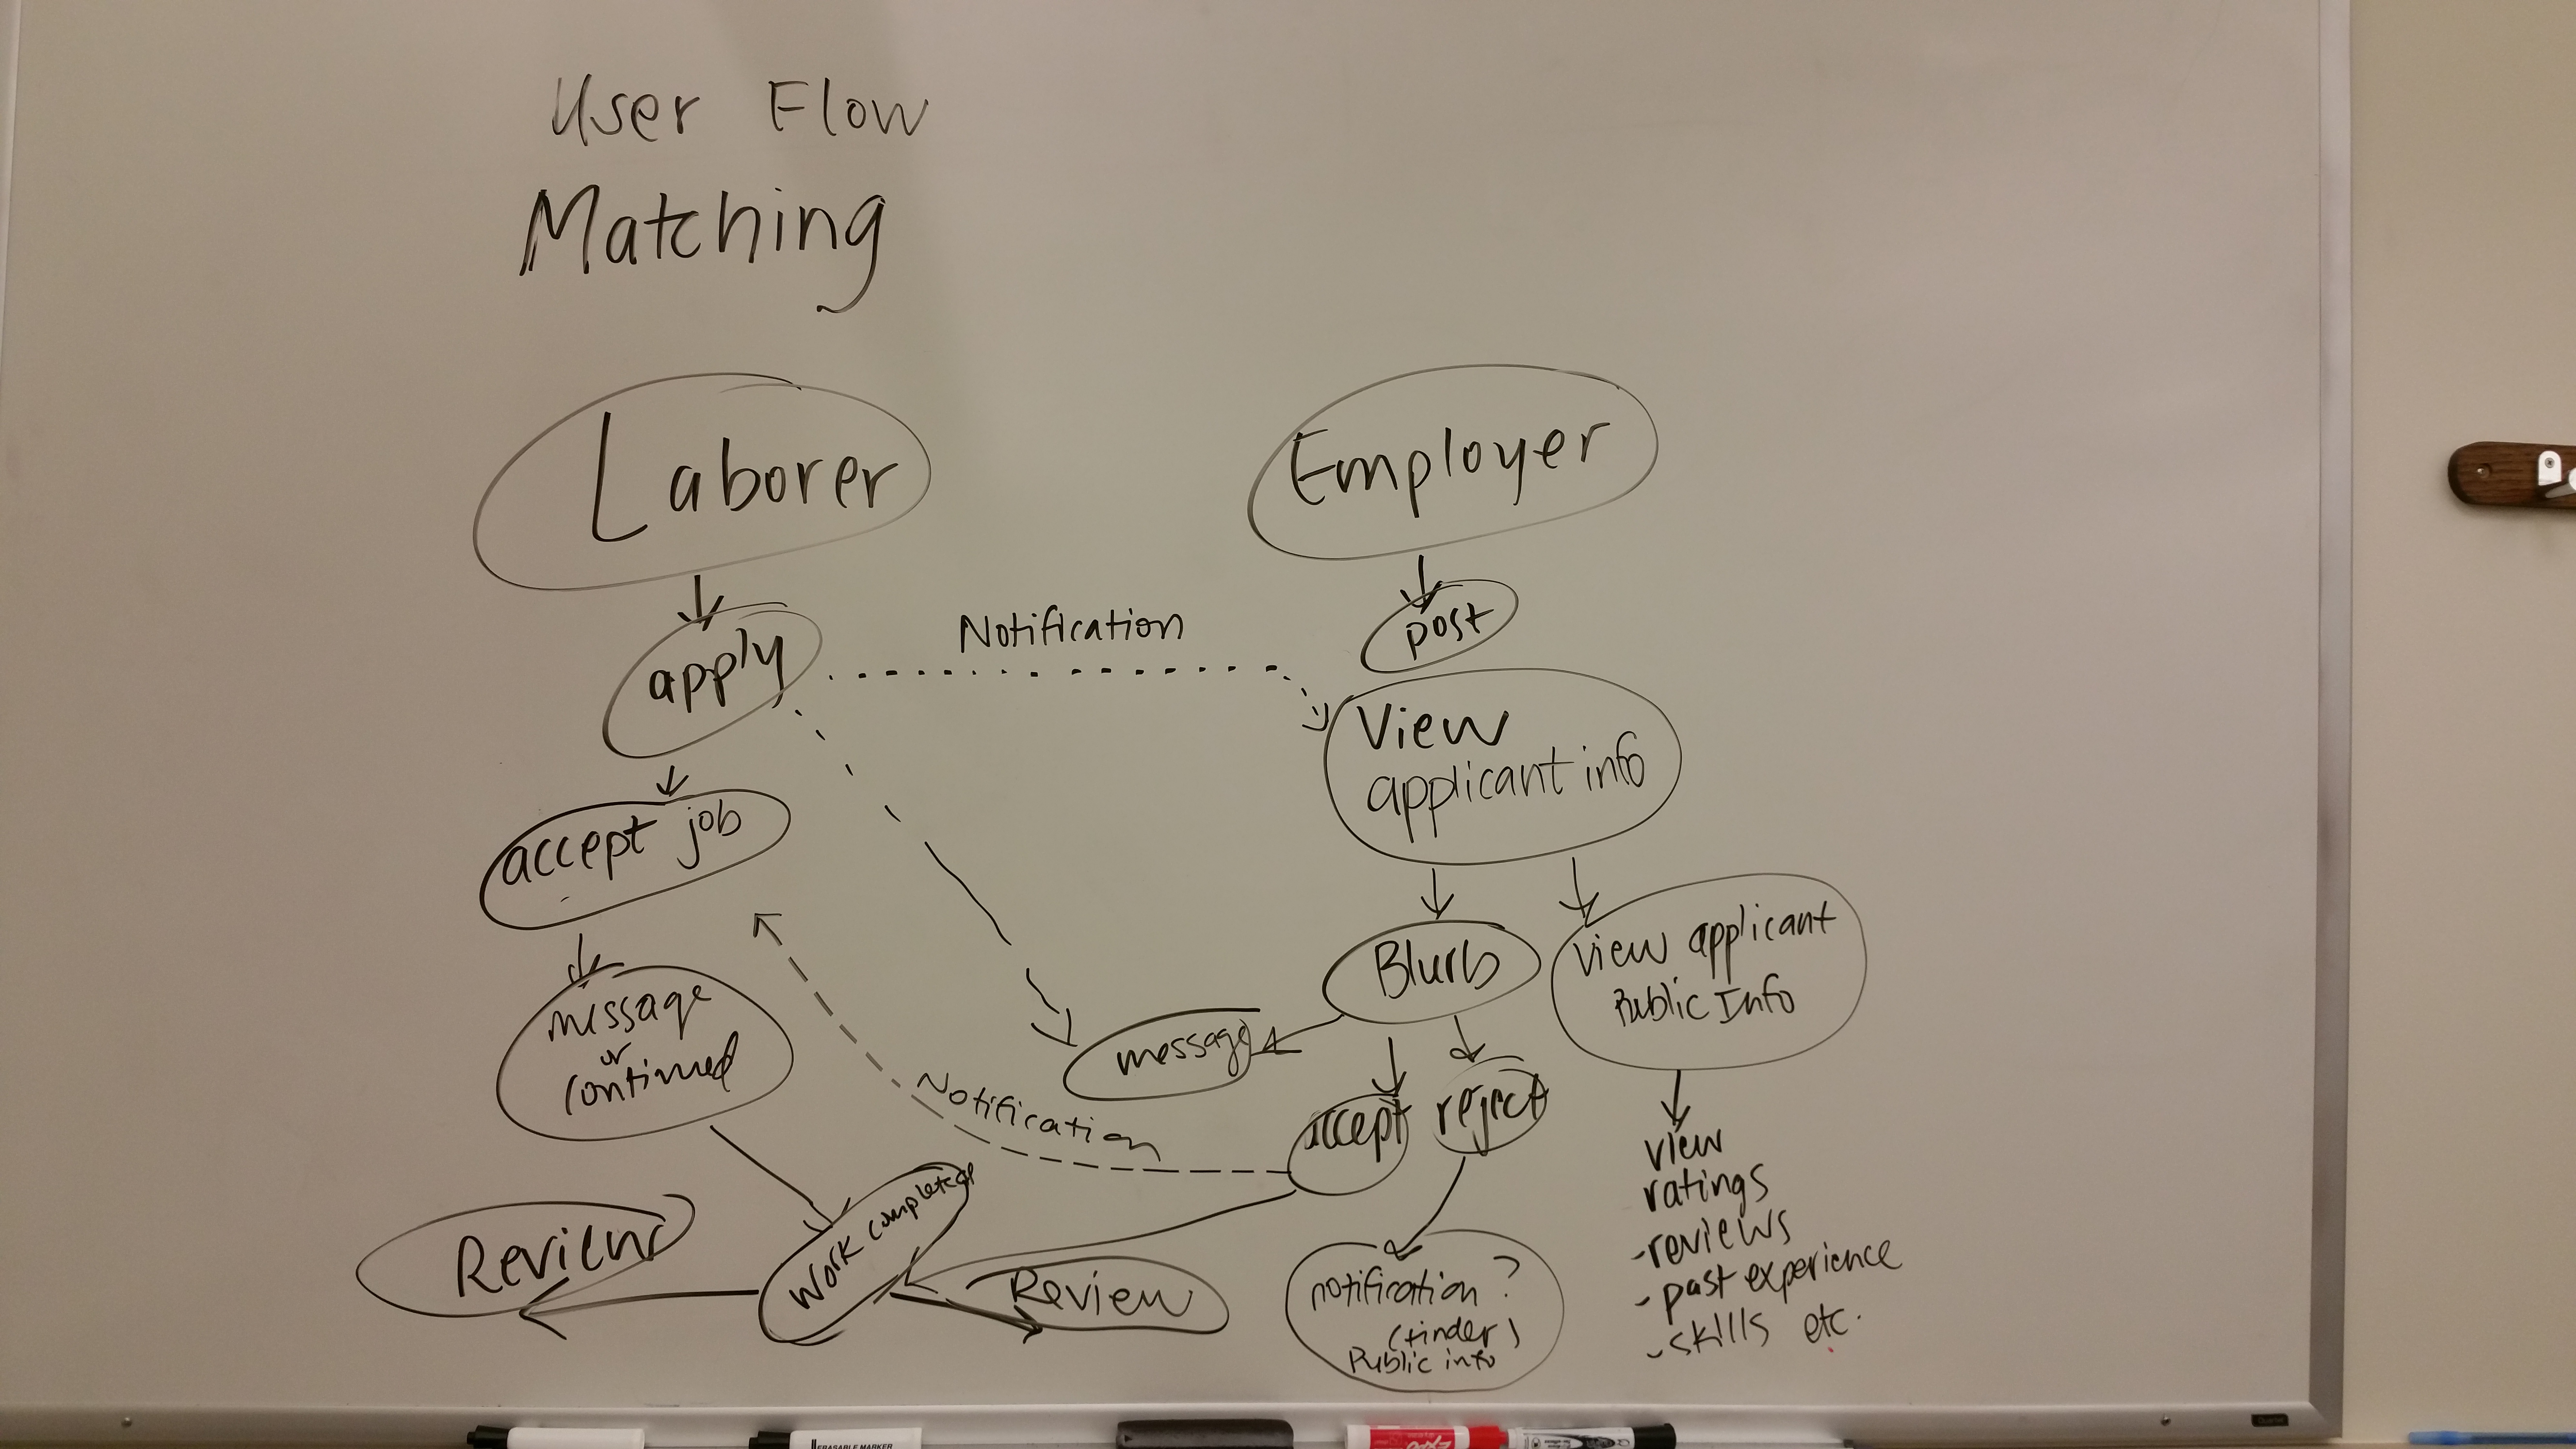 User Flow
Matching
Laborer
Employer
apply
Notification
post
View
applicant info
accept job
Blurb
view applicant
Public Info
message
or
continued
message
Notification
accept
reject
view
ratings
-reviews
-past experience
-skills etc.
work completed
Review
Review
notification?
(tinder)
Public info
ERASABLE MARKER
EXPO
Quartet